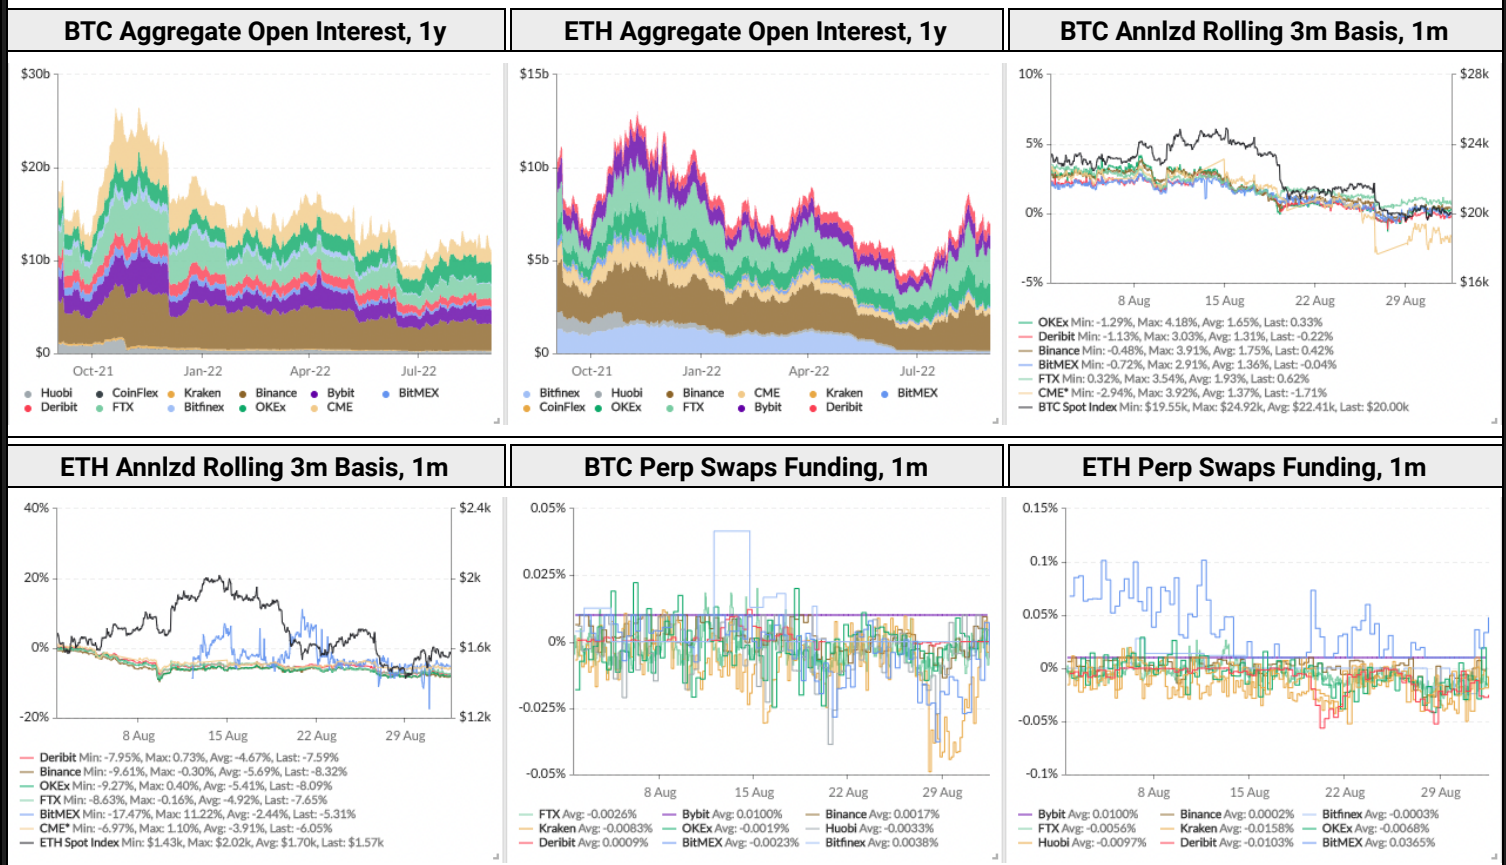 BTC Aggregate Open Interest, 1y
$30b
$20b
$10b
$0
Oct-21 Jan-22 Apr-22 Jul-22
Huobi CoinFlex Kraken Binance Bybit BitMEX
Deribit FTX Bitfinex OKEx CME
ETH Aggregate Open Interest, 1y
$15b
$10b
$5b
$0
Oct-21 Jan-22 Apr-22 Jul-22
Bitfinex Huobi Binance CME Kraken BitMEX
CoinFlex OKEx FTX Bybit Deribit
BTC Annlzd Rolling 3m Basis, 1m
10% $28k
5% $24k
0% $20k
-5% $16k
8 Aug 15 Aug 22 Aug 29 Aug
OKEx Min: -1.29%, Max: 4.18%, Avg: 1.65%, Last: 0.33%
Deribit Min: -1.13%, Max: 3.03%, Avg: 1.31%, Last: -0.22%
Binance Min: -0.48%, Max: 3.91%, Avg: 1.75%, Last: 0.42%
BitMEX Min: -0.72%, Max: 2.91%, Avg: 1.36%, Last: -0.04%
FTX Min: 0.32%, Max: 3.54%, Avg: 1.93%, Last: 0.62%
CME* Min: -2.94%, Max: 3.92%, Avg: 1.37%, Last: -1.71%
BTC Spot Index Min: $19.55k, Max: $24.92k, Avg: $22.41k, Last: $20.00k
ETH Annlzd Rolling 3m Basis, 1m
40% $2.4k
20% $2k
0% $1.6k
-20% $1.2k
8 Aug 15 Aug 22 Aug 29 Aug
Deribit Min: -7.95%, Max: 0.73%, Avg: -4.67%, Last: -7.59%
Binance Min: -9.61%, Max: -0.30%, Avg: -5.69%, Last: -8.32%
OKEx Min: -9.27%, Max: 0.40%, Avg: -5.41%, Last: -8.09%
FTX Min: -8.63%, Max: -0.16%, Avg: -4.92%, Last: -7.65%
BitMEX Min: -17.47%, Max: 11.22%, Avg: -2.44%, Last: -5.31%
CME* Min: -6.97%, Max: 1.10%, Avg: -3.91%, Last: -6.05%
ETH Spot Index Min: $1.43k, Max: $2.02k, Avg: $1.70k, Last: $1.57k
BTC Perp Swaps Funding, 1m
0.05%
0.025%
0%
-0.025%
-0.05%
8 Aug 15 Aug 22 Aug 29 Aug
FTX Avg: -0.0026% Bybit Avg: 0.0100% Binance Avg: 0.0017%
Kraken Avg: -0.0083% OKEx Avg: -0.0019% Huobi Avg: -0.0033%
Deribit Avg: 0.0009% BitMEX Avg: -0.0023% Bitfinex Avg: 0.0038%
ETH Perp Swaps Funding, 1m
0.15%
0.1%
0.05%
0%
-0.05%
-0.1%
8 Aug 15 Aug 22 Aug 29 Aug
Bybit Avg: 0.0100% Binance Avg: 0.0002% Bitfinex Avg: -0.0003%
FTX Avg: -0.0056% Kraken Avg: -0.0158% OKEx Avg: -0.0068%
Huobi Avg: -0.0097% Deribit Avg: -0.0103% BitMEX Avg: 0.0365%